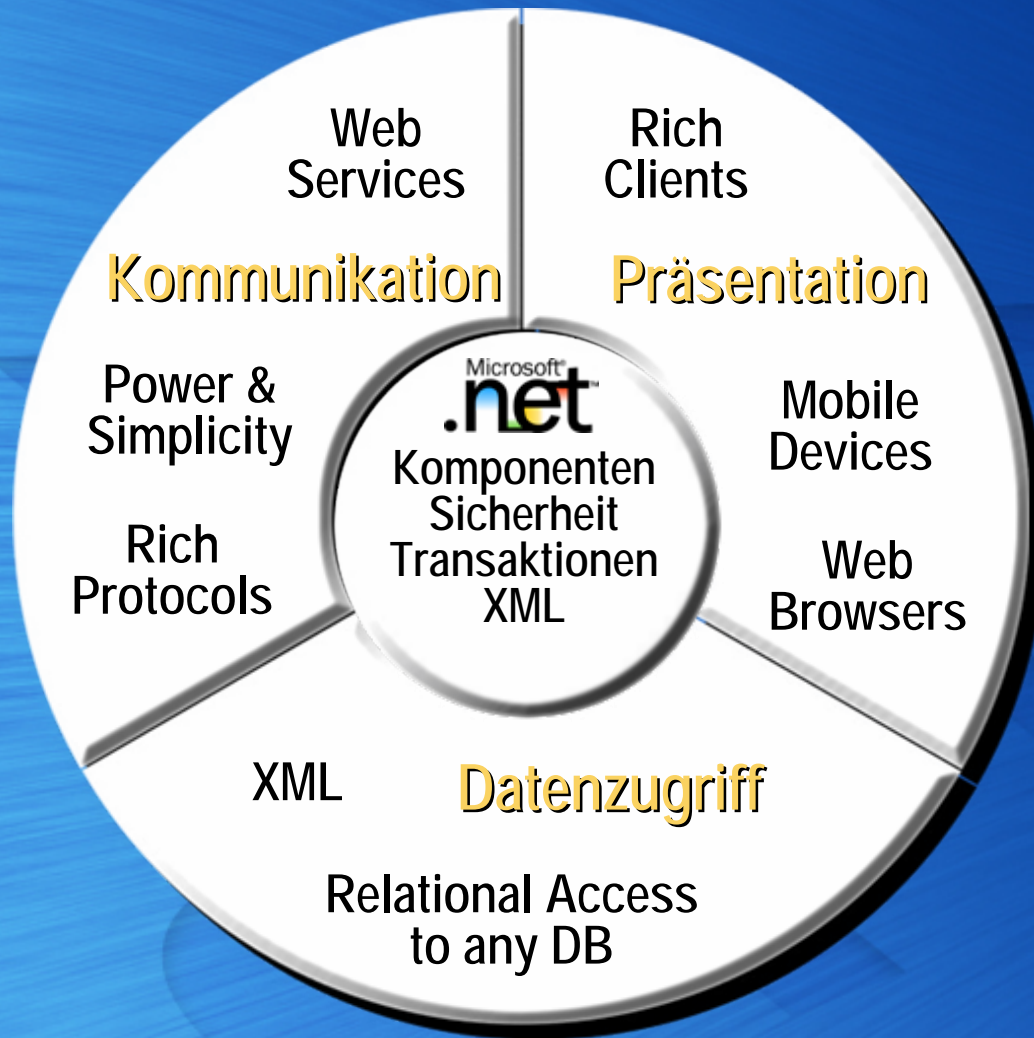 Web
Services
Kommunikation
Power &
Simplicity
Rich
Protocols
Rich
Clients
Präsentation
Mobile
Devices
Web
Browsers
Microsoft®
.net™
Komponenten
Sicherheit
Transaktionen
XML
XML
Datenzugriff
Relational Access
to any DB